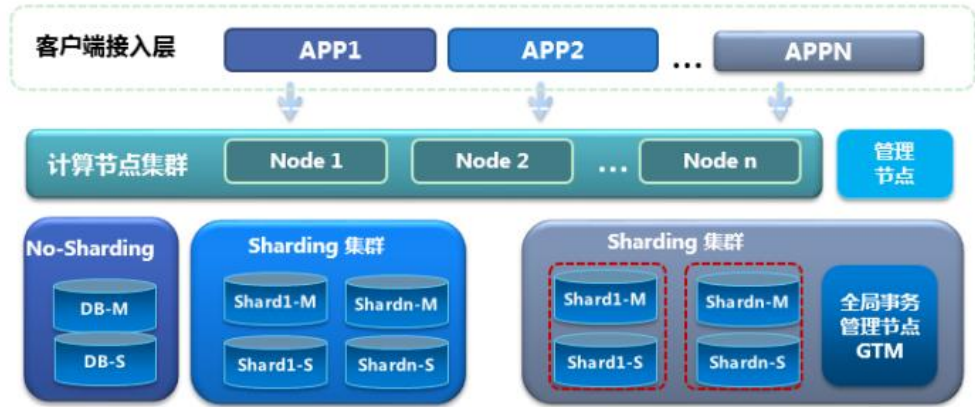 客户端接入层
APP1
APP2
...
APPN
计算节点集群
Node 1
Node 2
...
Node n
管理
节点
No-Sharding
DB-M
DB-S
Sharding 集群
Shard1-M
Shardn-M
Shard1-S
Shardn-S
Sharding 集群
Shard1-M
Shardn-M
Shard1-S
Shardn-S
全局事务
管理节点
GTM